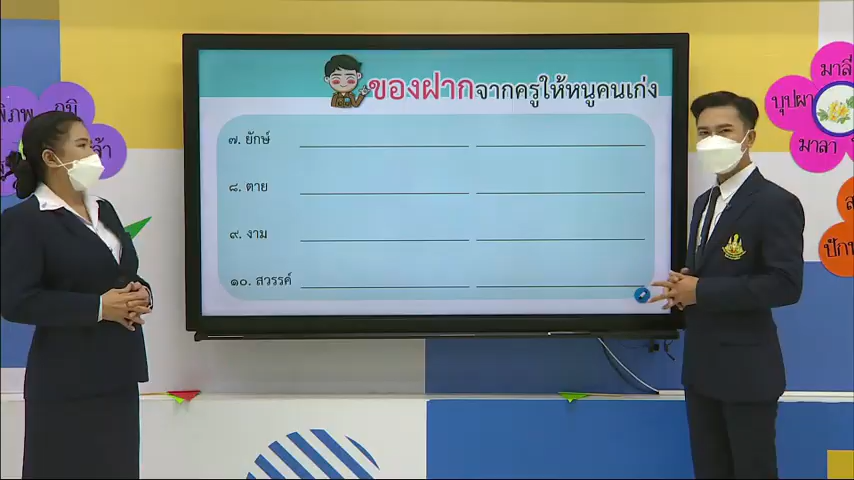 ของฝากจากครูให้หนูคนเก่ง
๗. ยักษ์
๘. ตาย
๙. งาม
๑๐. สวรรค์
ภูมิ
มาลี
บุปผา
มาลา